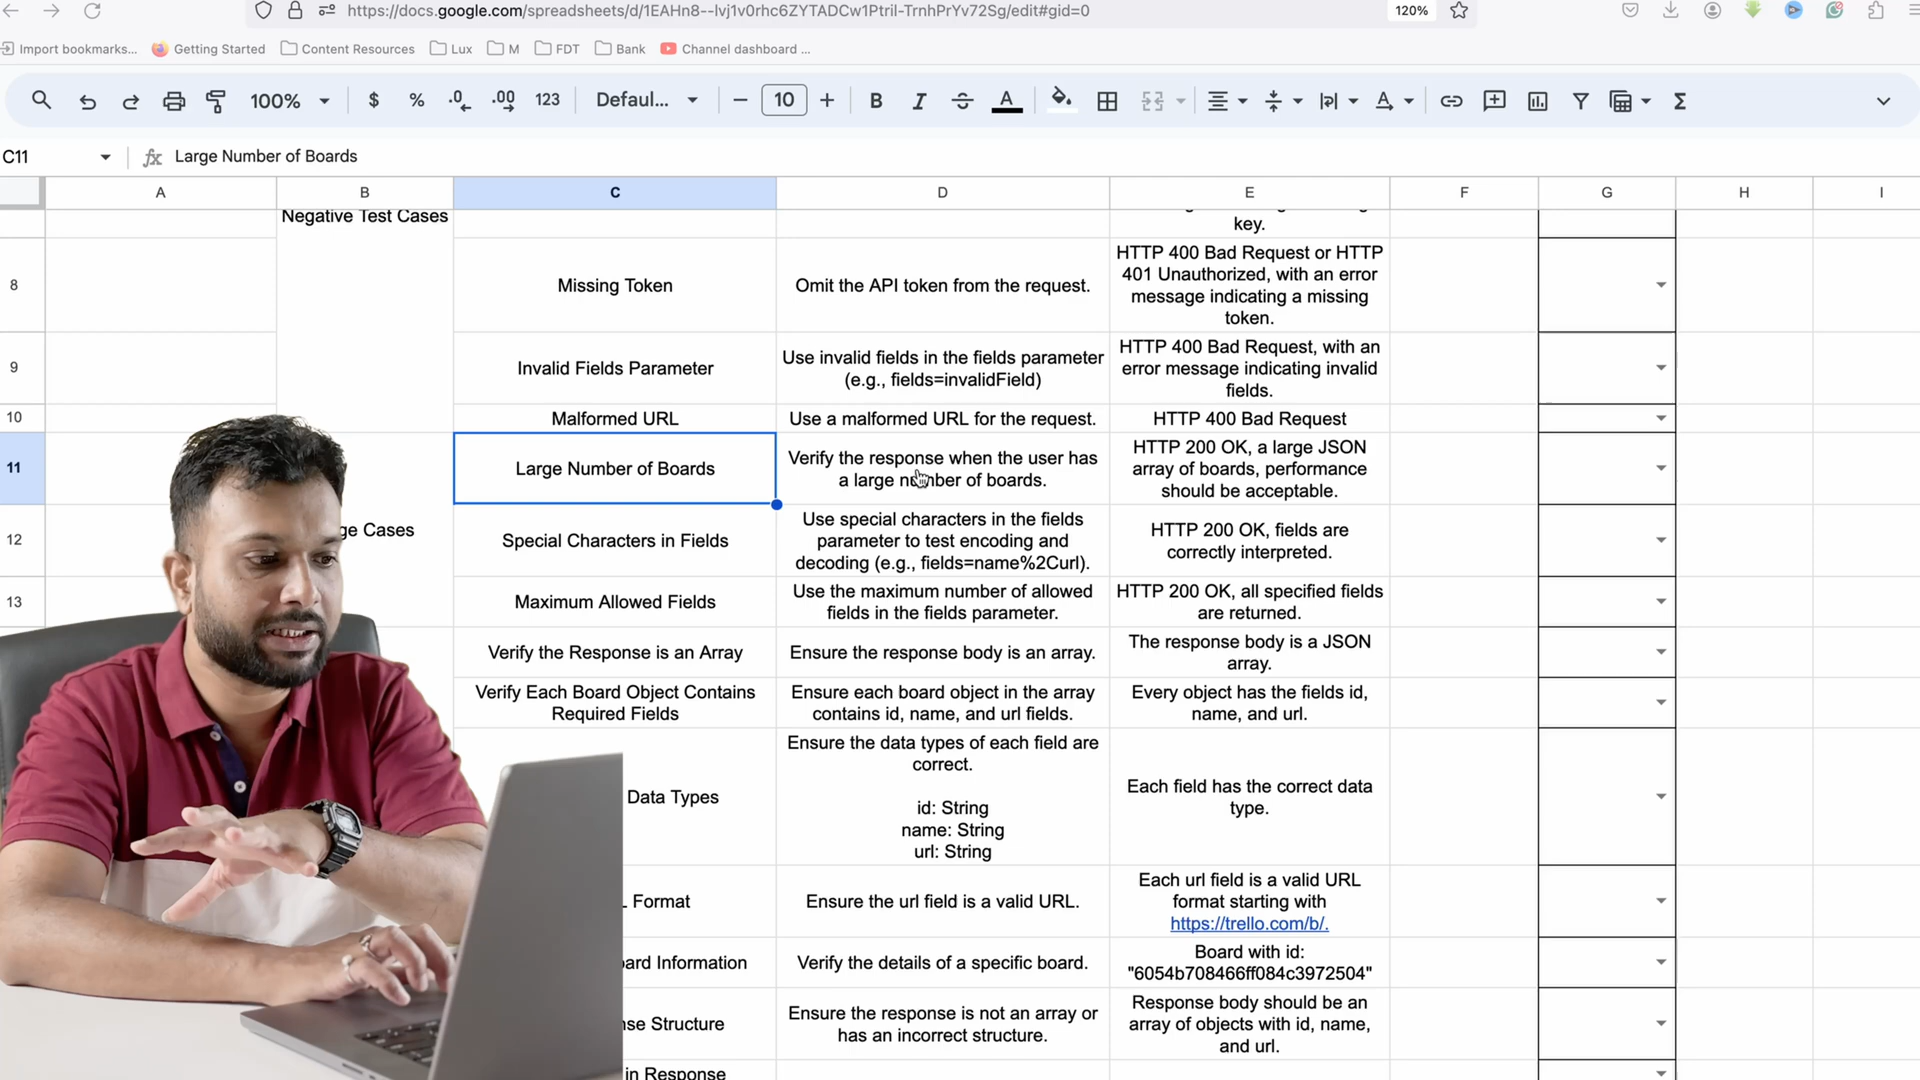 https://docs.google.com/spreadsheets/d/1EAHn8--lvj1v0rhc6ZYTADCw1Ptril-TrnhPrYv72Sg/edit#gid=0
120%
Import bookmarks...
Getting Started
Content Resources
Lux
M
FDT
Bank
Channel dashboard ...
100%
$
%
.0
.00
123
Defaul...
10
B
I
A
C11
fx
Large Number of Boards
A
B
C
D
E
F
G
H
I
Negative Test Cases
key.
8
Missing Token
Omit the API token from the request.
HTTP 400 Bad Request or HTTP
401 Unauthorized, with an error
message indicating a missing
token.
9
Invalid Fields Parameter
Use invalid fields in the fields parameter
(e.g., fields=invalidField)
HTTP 400 Bad Request, with an
error message indicating invalid
fields.
10
Malformed URL
Use a malformed URL for the request.
HTTP 400 Bad Request
11
Large Number of Boards
Verify the response when the user has
a large number of boards.
HTTP 200 OK, a large JSON
array of boards, performance
should be acceptable.
12
ge Cases
Special Characters in Fields
Use special characters in the fields
parameter to test encoding and
decoding (e.g., fields=name%2Curl).
HTTP 200 OK, fields are
correctly interpreted.
13
Maximum Allowed Fields
Use the maximum number of allowed
fields in the fields parameter.
HTTP 200 OK, all specified fields
are returned.
Verify the Response is an Array
Ensure the response body is an array.
The response body is a JSON
array.
Verify Each Board Object Contains
Required Fields
Ensure each board object in the array
contains id, name, and url fields.
Every object has the fields id,
name, and url.
Data Types
Ensure the data types of each field are
correct.
id: String
name: String
url: String
Each field has the correct data
type.
L Format
Ensure the url field is a valid URL.
Each url field is a valid URL
format starting with
https://trello.com/b/.
ard Information
Verify the details of a specific board.
Board with id:
"6054b708466ff084c3972504"
se Structure
Ensure the response is not an array or
has an incorrect structure.
Response body should be an
array of objects with id, name,
and url.
in Response